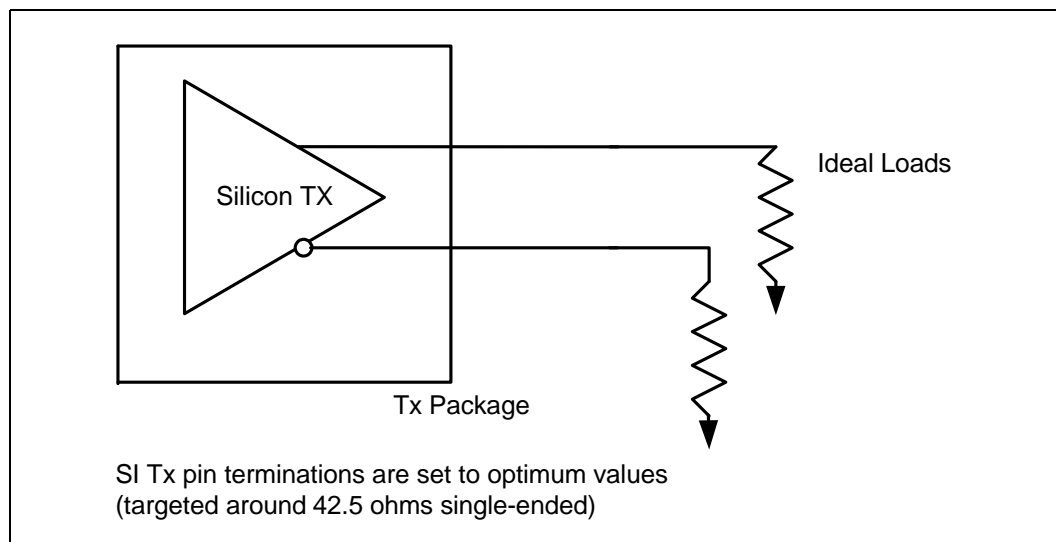 Silicon TX
Ideal Loads
Tx Package
SI Tx pin terminations are set to optimum values
(targeted around 42.5 ohms single-ended)